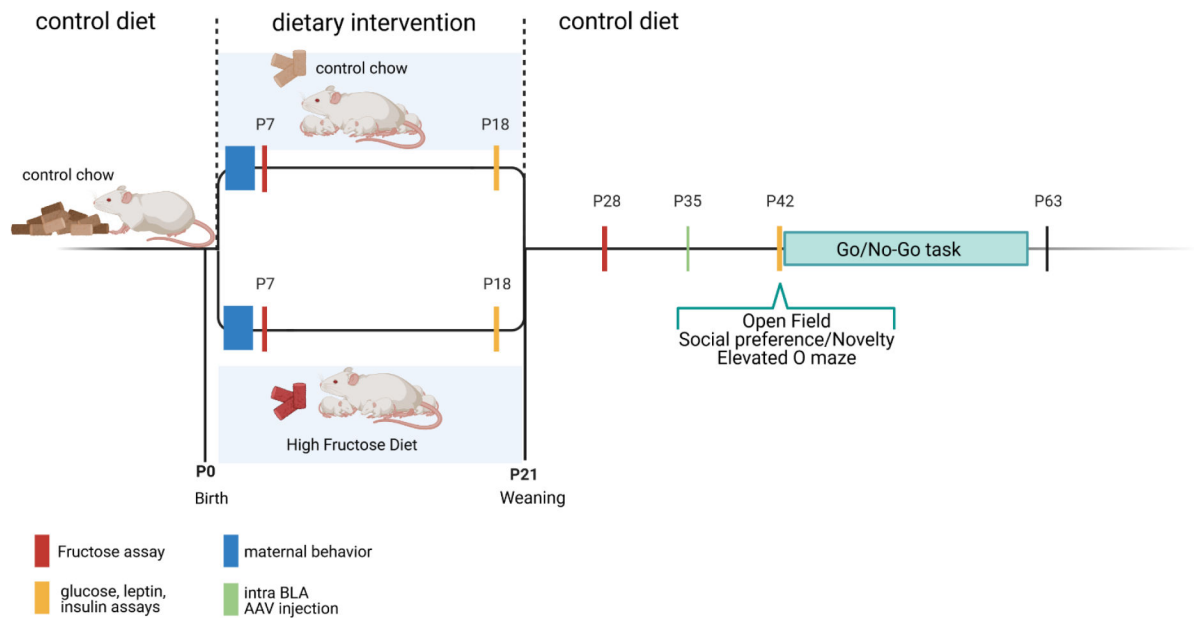 control diet
dietary intervention
control diet
control chow
P7
P18
control chow
P28
P35
P42
P63
Go/No-Go task
P7
P18
Open Field
Social preference/Novelty
Elevated O maze
High Fructose Diet
P0
P21
Birth
Weaning
Fructose assay
maternal behavior
glucose, leptin,
insulin assays
intra BLA
AAV injection